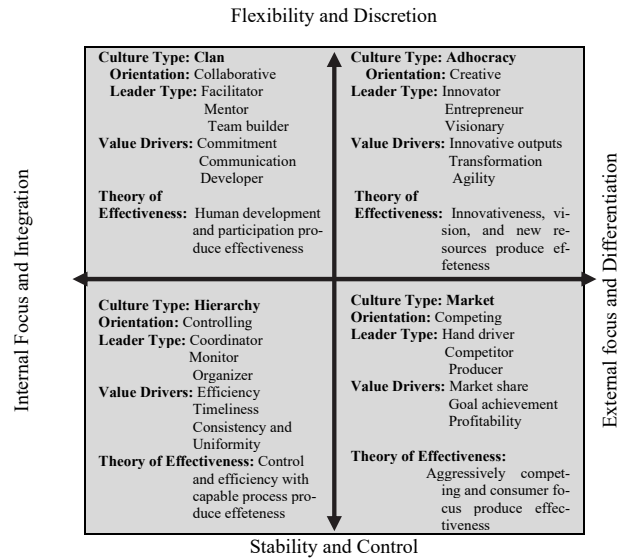 Flexibility and Discretion
Culture Type: Clan
Orientation: Collaborative
Leader Type: Facilitator
Mentor
Team builder
Value Drivers: Commitment
Communication
Developer
Theory of
Effectiveness: Human development
and participation pro-
duce effectiveness
Culture Type: Adhocracy
Orientation: Creative
Leader Type: Innovator
Entrepreneur
Visionary
Value Drivers: Innovative outputs
Transformation
Agility
Theory of
Effectiveness: Innovativeness, vi-
sion, and new re-
sources produce ef-
feteness
Internal Focus and Integration
External focus and Differentiation
Culture Type: Hierarchy
Orientation: Controlling
Leader Type: Coordinator
Monitor
Organizer
Value Drivers: Efficiency
Timeliness
Consistency and
Uniformity
Theory of Effectiveness: Control
and efficiency with
capable process pro-
duce effeteness
Culture Type: Market
Orientation: Competing
Leader Type: Hand driver
Competitor
Producer
Value Drivers: Market share
Goal achievement
Profitability
Theory of Effectiveness:
Aggressively compet-
ing and consumer fo-
cus produce effec-
tiveness
Stability and Control